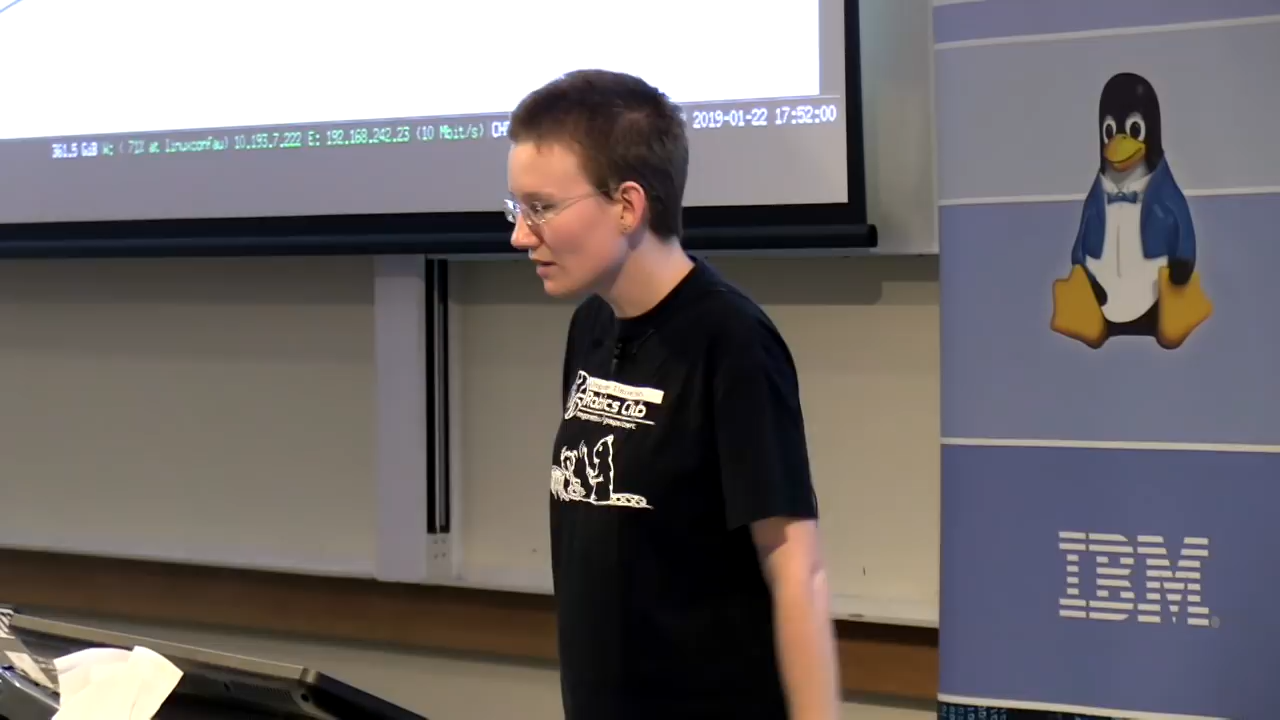 361.5 GiB W: ( 71% at linuxconfau) 10.193.7.222 E: 192.168.242.23 (10 Mbit/s) CH
2019-01-22 17:52:00
Robotics Club
IBM